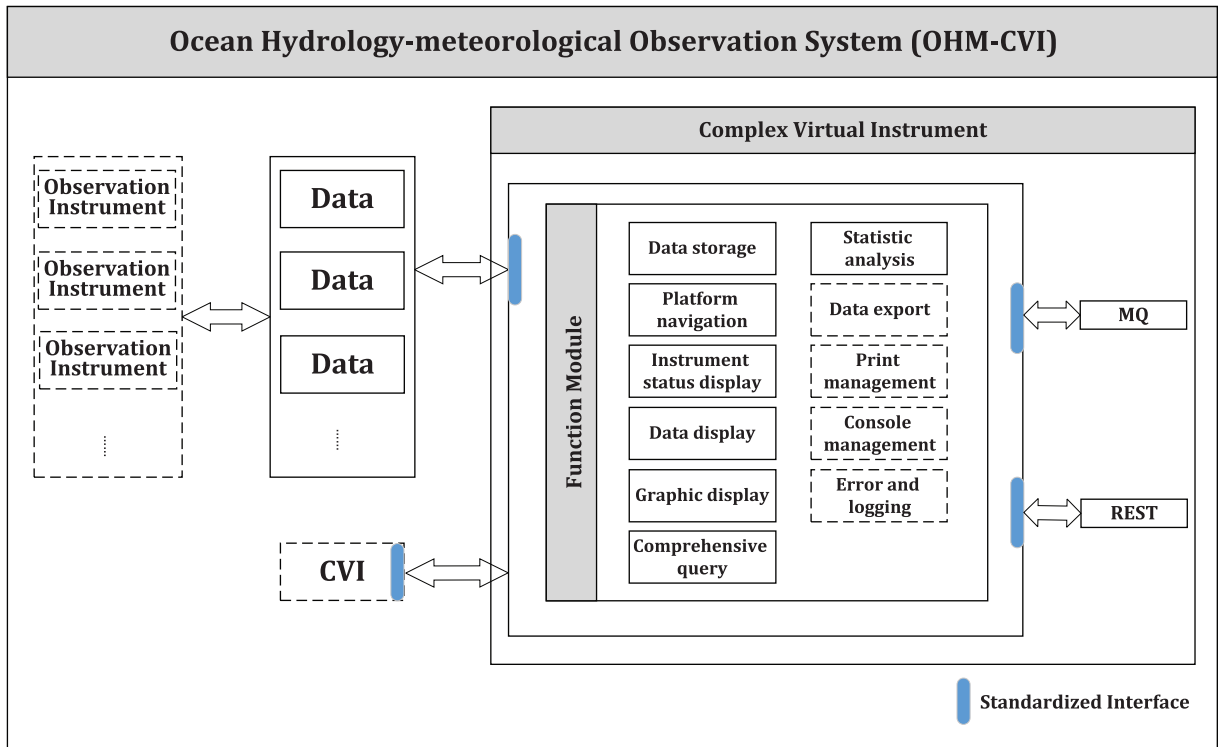 Ocean Hydrology-meteorological Observation System (OHM-CVI)
Complex Virtual Instrument
Observation
Instrument
Observation
Instrument
Observation
Instrument
......
Data
Data
Data
......
CVI
Function Module
Data storage
Platform
navigation
Instrument
status display
Data display
Graphic display
Comprehensive
query
Statistic
analysis
Data export
Print
management
Console
management
Error and
logging
MQ
REST
Standardized Interface